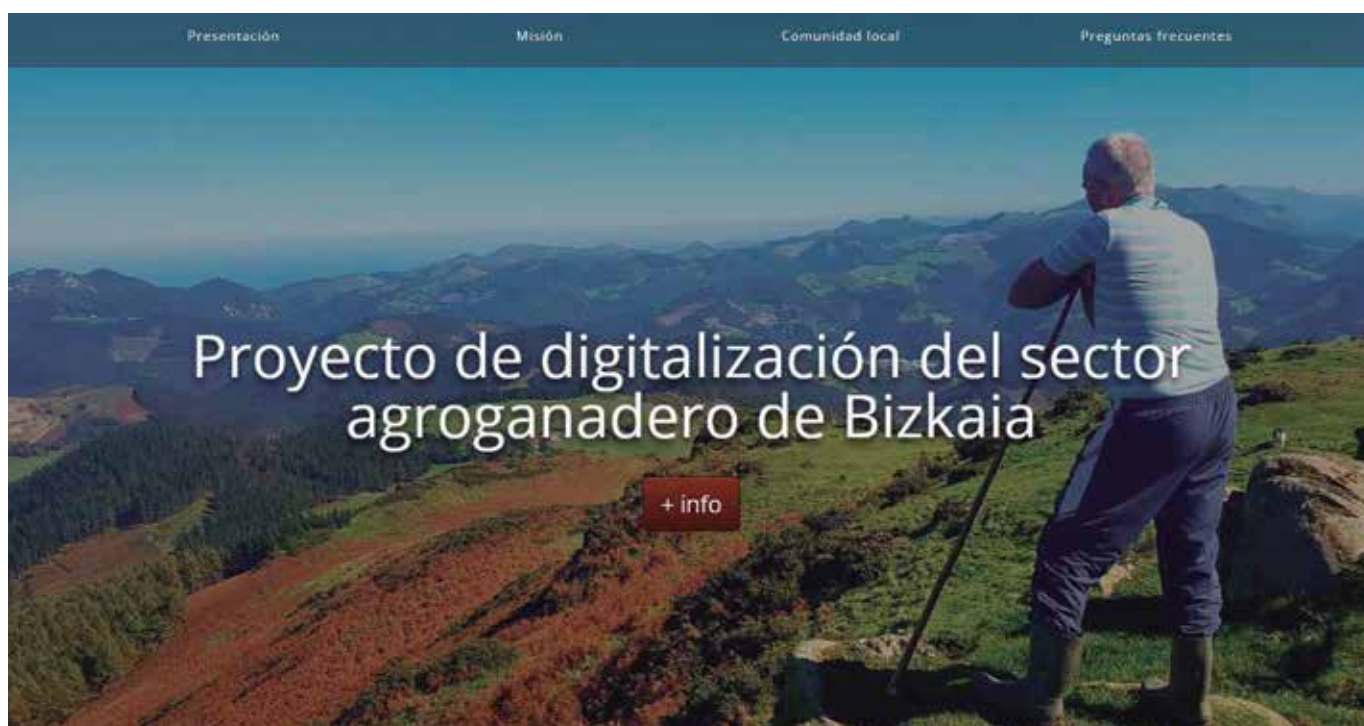 Presentación Misión Comunidad local Preguntas frecuentes
Proyecto de digitalización del sector
agroganadero de Bizkaia
+ info